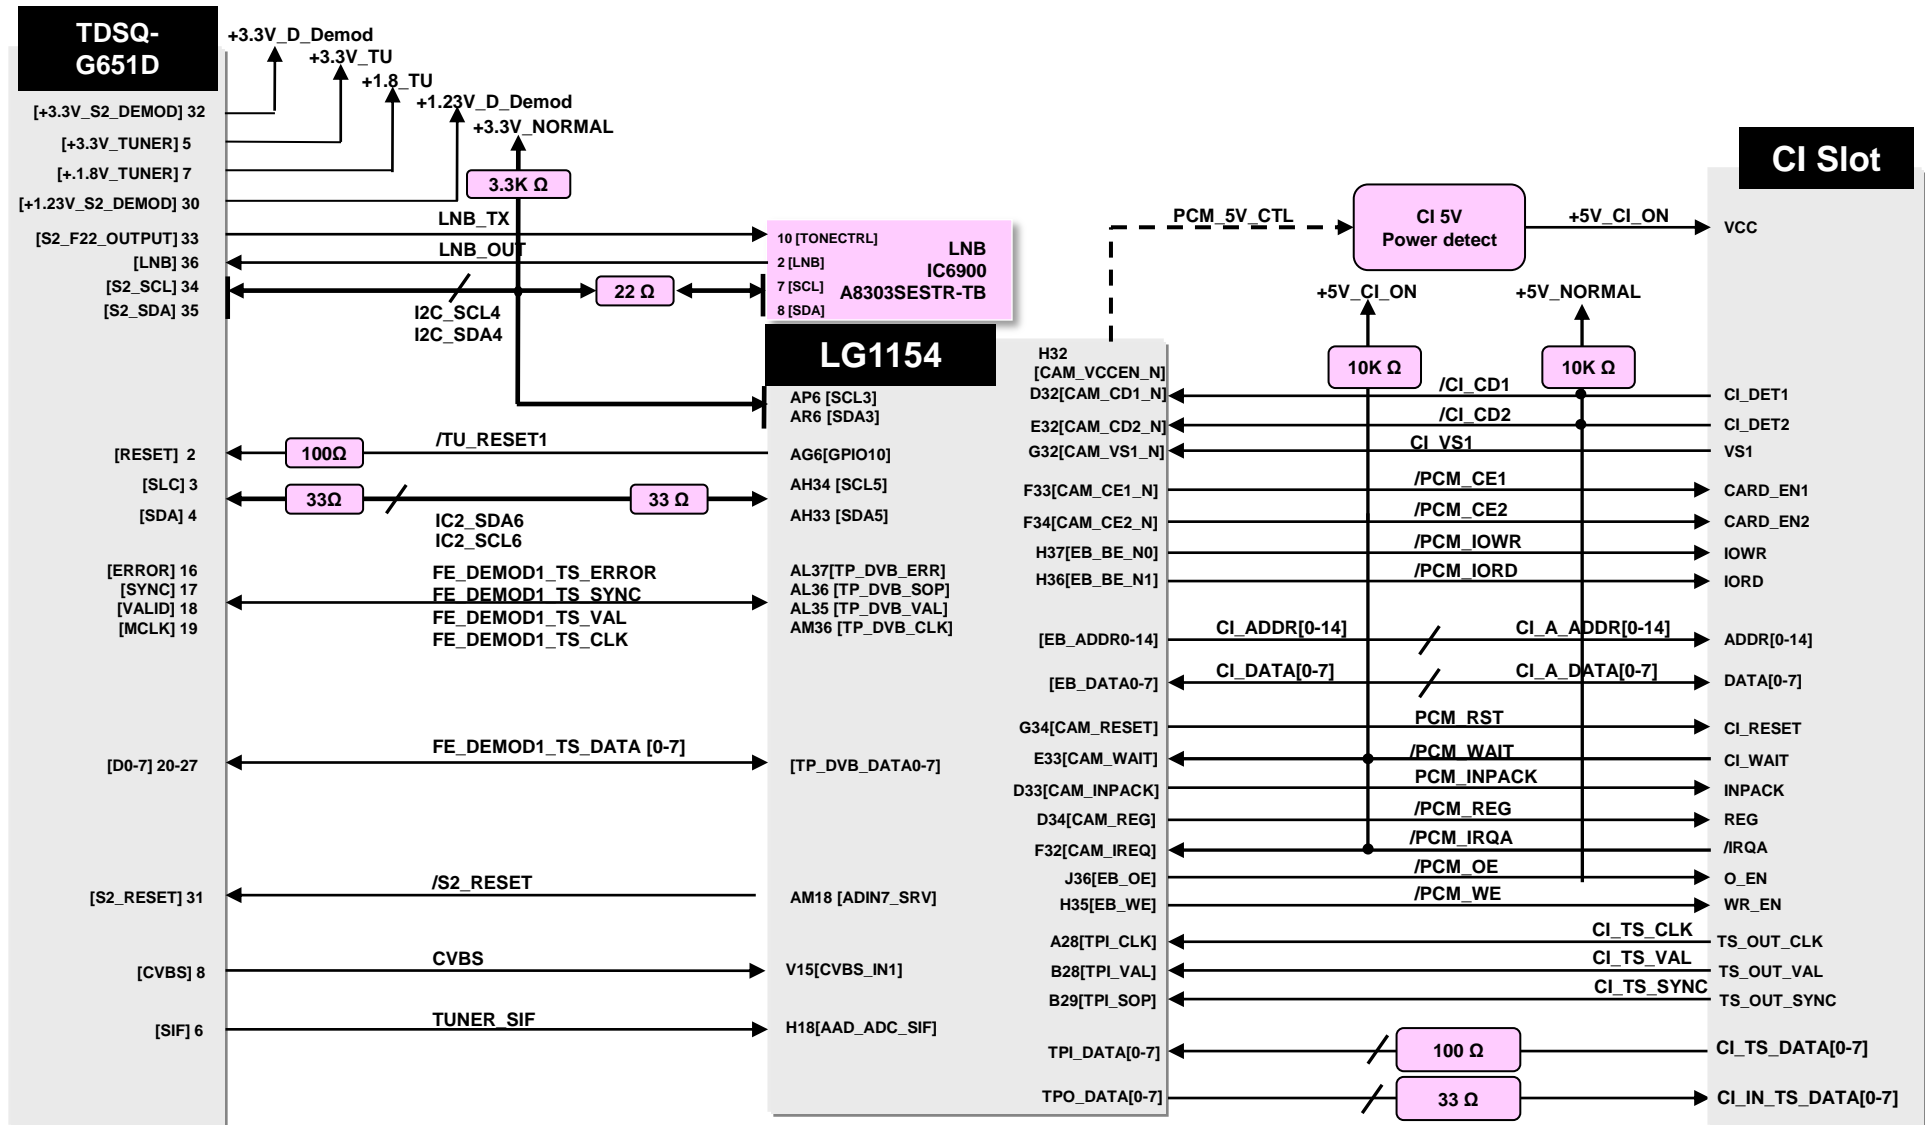 TDSQ-
G651D
+3.3V_D_Demod
+3.3V_TU
+1.8_TU
+1.23V_D_Demod
+3.3V_NORMAL
3.3K Ω
[+3.3V_S2_DEMOD] 32
[+3.3V_TUNER] 5
[+.1.8V_TUNER] 7
[+1.23V_S2_DEMOD] 30
[S2_F22_OUTPUT] 33
[LNB] 36
[S2_SCL] 34
[S2_SDA] 35
[RESET] 2
[SLC] 3
[SDA] 4
[ERROR] 16
[SYNC] 17
[VALID] 18
[MCLK] 19
[D0-7] 20-27
[S2_RESET] 31
[CVBS] 8
[SIF] 6
LNB_TX
LNB_OUT
22 Ω
I2C_SCL4
I2C_SDA4
/TU_RESET1
100Ω
33Ω
33 Ω
IC2_SDA6
IC2_SCL6
FE_DEMOD1_TS_ERROR
FE_DEMOD1_TS_SYNC
FE_DEMOD1_TS_VAL
FE_DEMOD1_TS_CLK
FE_DEMOD1_TS_DATA [0-7]
/S2_RESET
CVBS
TUNER_SIF
10 [TONECTRL]
2 [LNB]
7 [SCL]
8 [SDA]
LNB
IC6900
A8303SESTR-TB
LG1154
AP6 [SCL3]
AR6 [SDA3]
AG6[GPIO10]
AH34 [SCL5]
AH33 [SDA5]
AL37[TP_DVB_ERR]
AL36 [TP_DVB_SOP]
AL35 [TP_DVB_VAL]
AM36 [TP_DVB_CLK]
[TP_DVB_DATA0-7]
AM18 [ADIN7_SRV]
V15[CVBS_IN1]
H18[AAD_ADC_SIF]
H32
[CAM_VCCEN_N]
D32[CAM_CD1_N]
E32[CAM_CD2_N]
G32[CAM_VS1_N]
F33[CAM_CE1_N]
F34[CAM_CE2_N]
H37[EB_BE_N0]
H36[EB_BE_N1]
[EB_ADDR0-14]
[EB_DATA0-7]
G34[CAM_RESET]
E33[CAM_WAIT]
D33[CAM_INPACK]
D34[CAM_REG]
F32[CAM_IREQ]
J36[EB_OE]
H35[EB_WE]
A28[TPI_CLK]
B28[TPI_VAL]
B29[TPI_SOP]
TPI_DATA[0-7]
TPO_DATA[0-7]
PCM_5V_CTL
CI 5V
Power detect
+5V_CI_ON
+5V_CI_ON
+5V_NORMAL
10K Ω
10K Ω
/CI_CD1
/CI_CD2
CI_VS1
/PCM_CE1
/PCM_CE2
/PCM_IOWR
/PCM_IORD
CI_ADDR[0-14]
CI_A_ADDR[0-14]
CI_DATA[0-7]
CI_A_DATA[0-7]
PCM_RST
/PCM_WAIT
PCM_INPACK
/PCM_REG
/PCM_IRQA
/PCM_OE
/PCM_WE
CI_TS_CLK
CI_TS_VAL
CI_TS_SYNC
100 Ω
33 Ω
CI Slot
VCC
CI_DET1
CI_DET2
VS1
CARD_EN1
CARD_EN2
IOWR
IORD
ADDR[0-14]
DATA[0-7]
CI_RESET
CI_WAIT
INPACK
REG
/IRQA
O_EN
WR_EN
TS_OUT_CLK
TS_OUT_VAL
TS_OUT_SYNC
CI_TS_DATA[0-7]
CI_IN_TS_DATA[0-7]